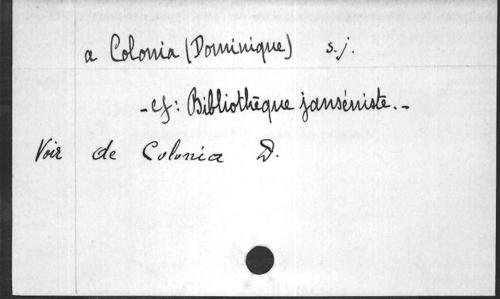 a Colonia (Dominique) s.j.
- cf: Bibliothèque janséniste. -
Voir de Colonia D.